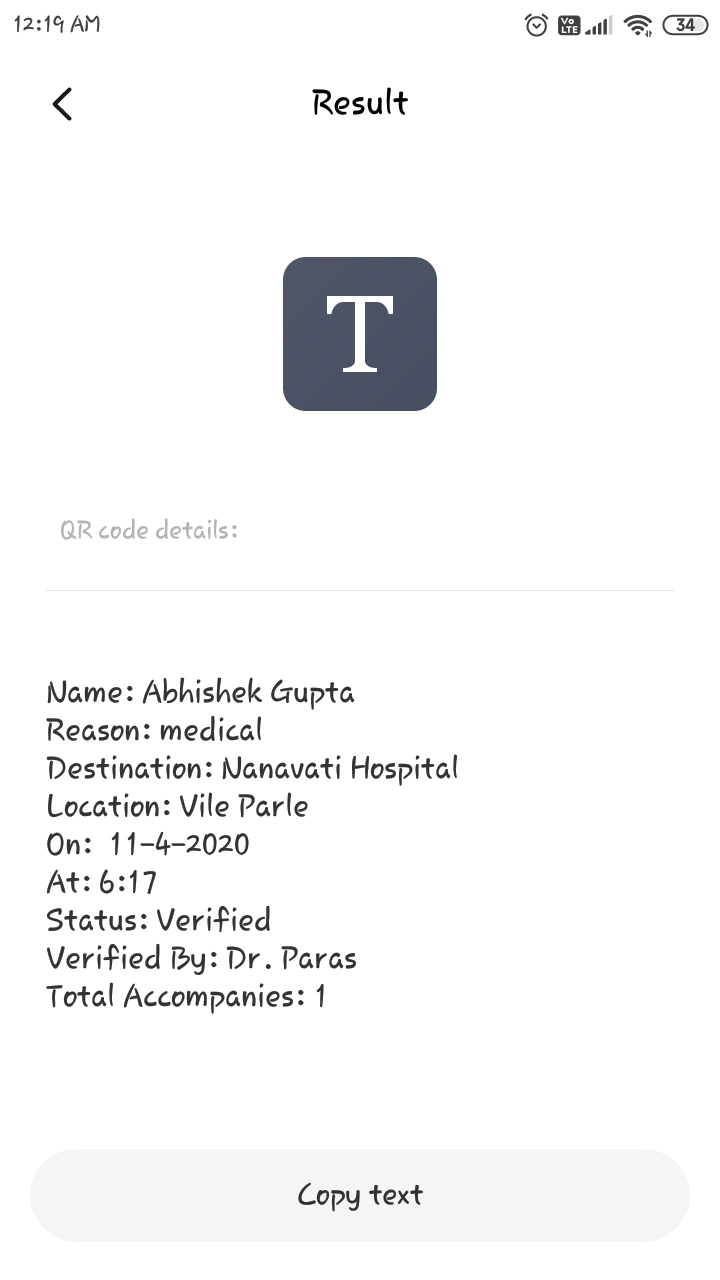 12:19 AM
Vo LTE
34
Result
T
QR code details:
Name: Abhishek Gupta
Reason: medical
Destination: Nanavati Hospital
Location: Vile Parle
On:  11-4-2020
At: 6:17
Status: Verified
Verified By: Dr. Paras
Total Accompanies: 1
Copy text